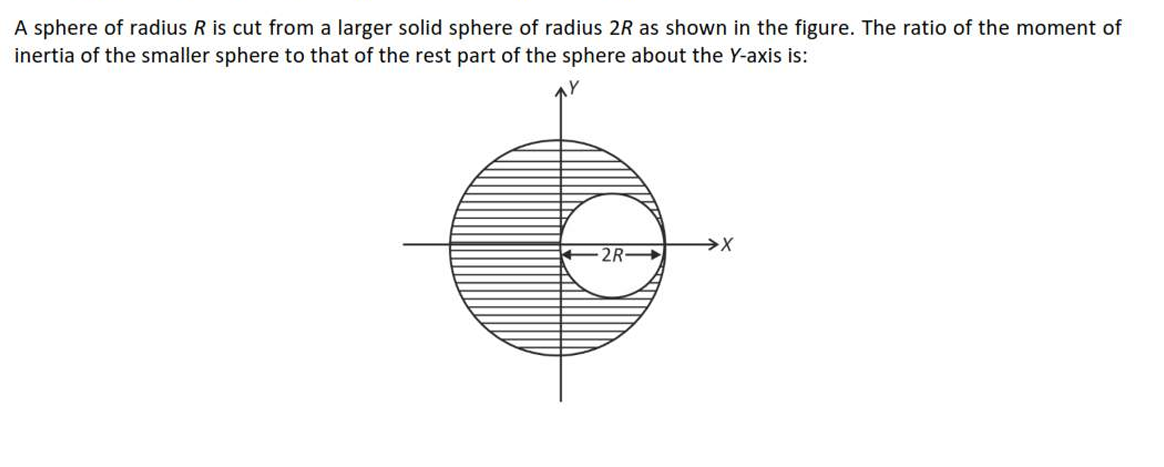 A sphere of radius R is cut from a larger solid sphere of radius 2R as shown in the figure. The ratio of the moment of
inertia of the smaller sphere to that of the rest part of the sphere about the Y-axis is:
Y
X
2R